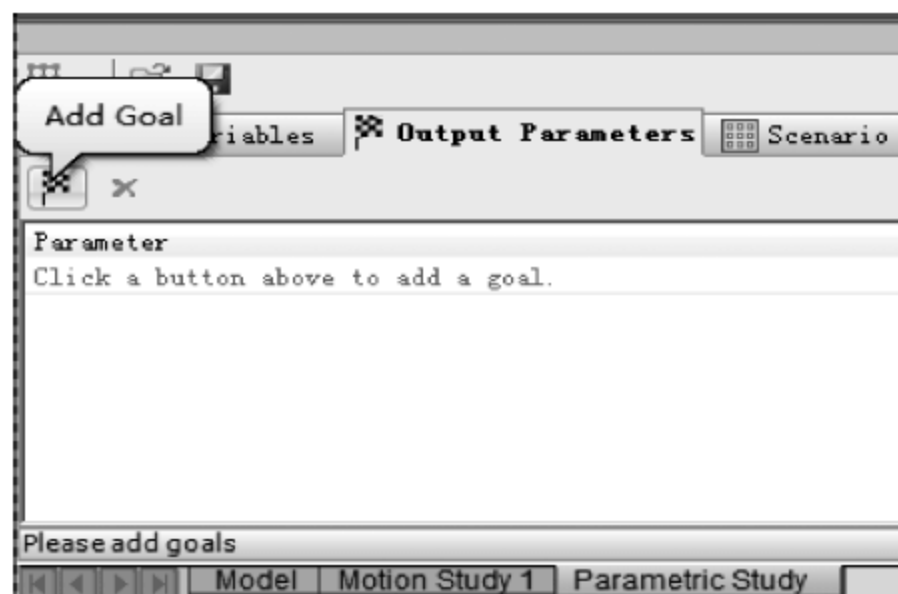 Add Goal
riables Output Parameters Scenario
Parameter
Click a button above to add a goal.
Please add goals
Model Motion Study 1 Parametric Study